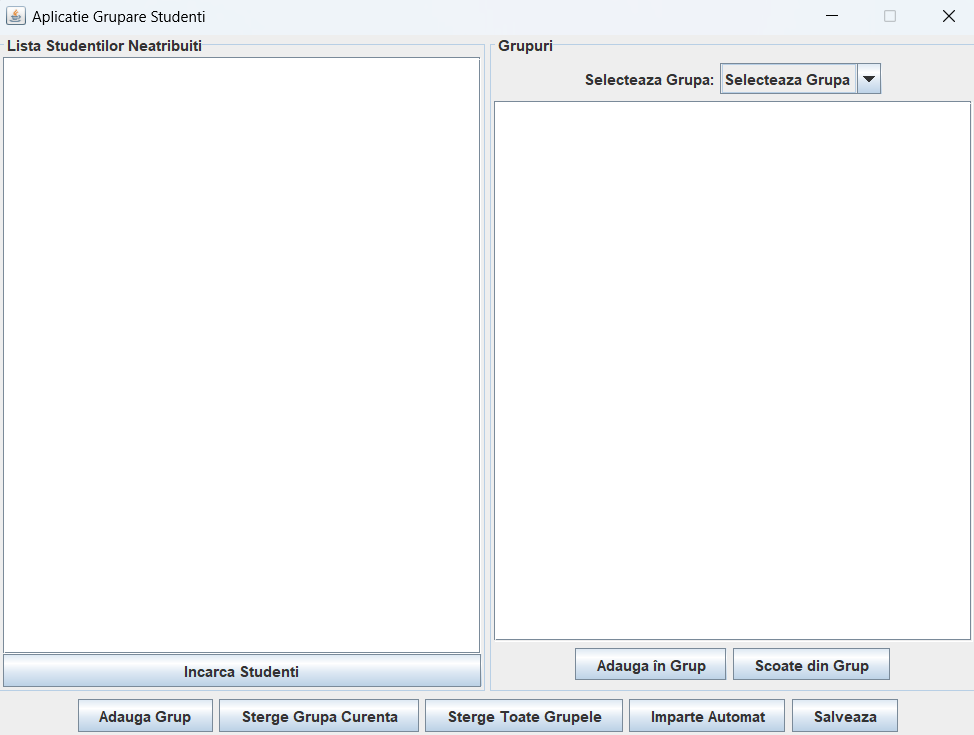 Aplicatie Grupare Studenti
Lista Studentilor Neatribuiti
Grupuri
Selecteaza Grupa: Selecteaza Grupa
Incarca Studenti
Adauga în Grup Scoate din Grup
Adauga Grup Sterge Grupa Curenta Sterge Toate Grupele Imparte Automat Salveaza